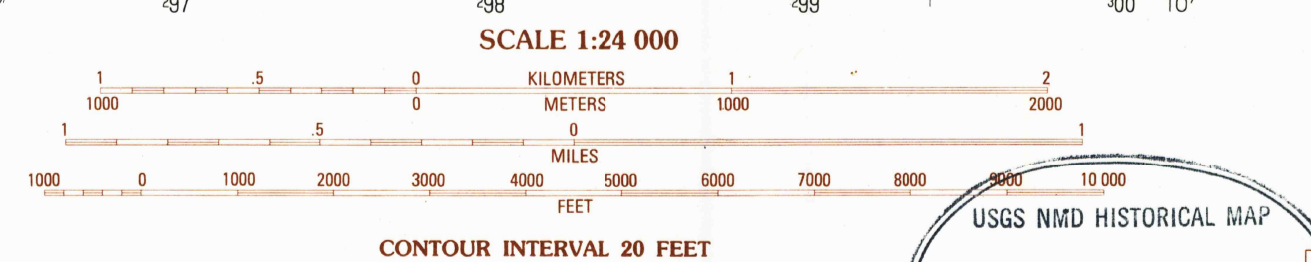 297 298 299 300 10'
SCALE 1:24 000
1 .5 0 KILOMETERS 1 2
1000 0 METERS 1000 2000
1 .5 0 1
MILES
1000 0 1000 2000 3000 4000 5000 6000 7000 8000 9000 10 000
FEET
USGS NMD HISTORICAL MAP
CONTOUR INTERVAL 20 FEET